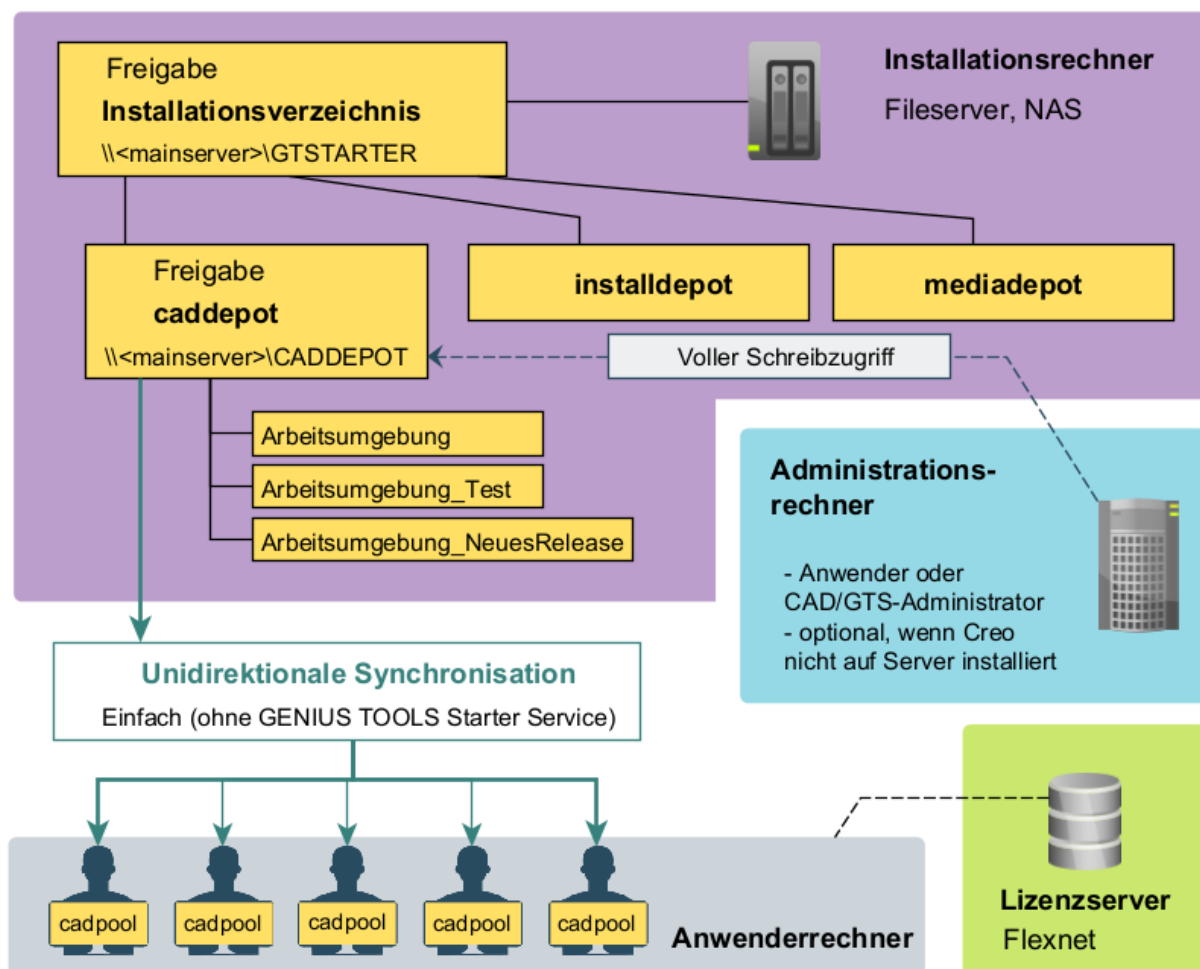 Freigabe
Installationsverzeichnis
\\<mainserver>\GTSTARTER
Installationsrechner
Fileserver, NAS
Freigabe
caddepot
\\<mainserver>\CADDEPOT
installdepot
mediadepot
Voller Schreibzugriff
Arbeitsumgebung
Arbeitsumgebung_Test
Arbeitsumgebung_NeuesRelease
Administrations-
rechner
- Anwender oder
CAD/GTS-Administrator
- optional, wenn Creo
nicht auf Server installiert
Unidirektionale Synchronisation
Einfach (ohne GENIUS TOOLS Starter Service)
cadpool
cadpool
cadpool
cadpool
cadpool
Anwenderrechner
Lizenzserver
Flexnet